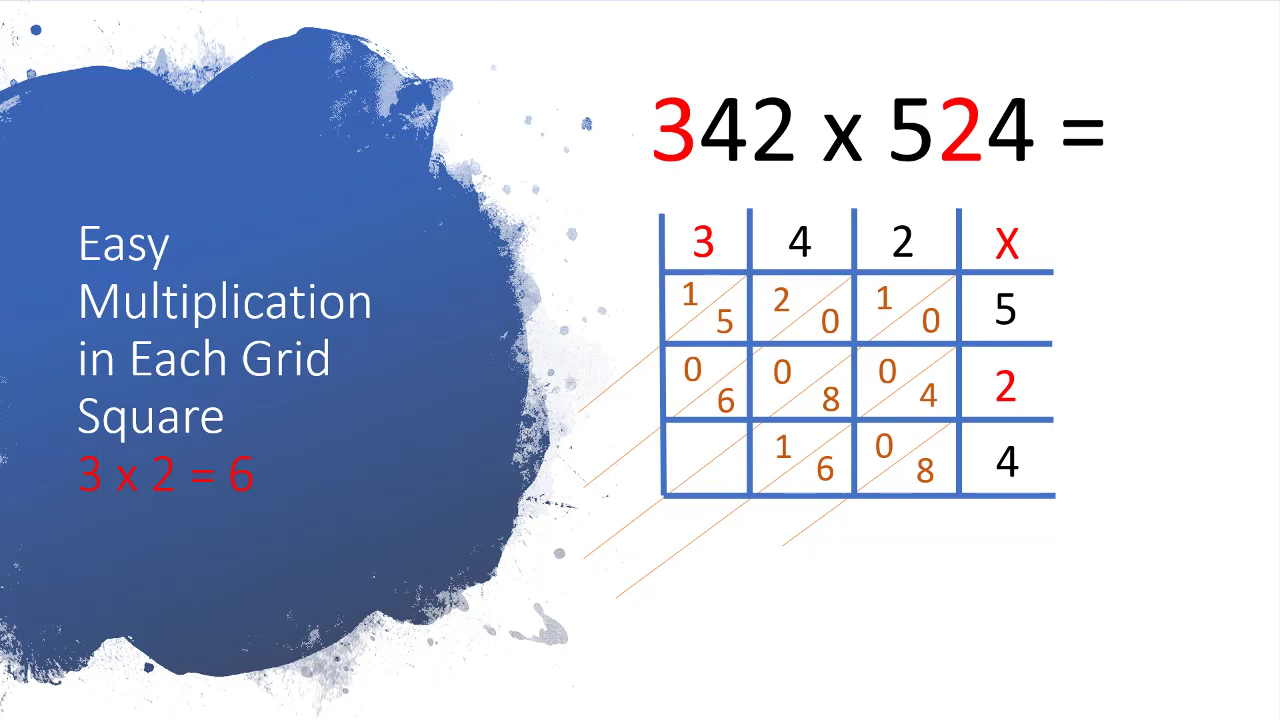 342 x 524 =
Easy
Multiplication
in Each Grid
Square
3 x 2 = 6
3 4 2 X
1 5 2 0 1 0 5
0 6 0 8 0 4 2
1 6 0 8 4